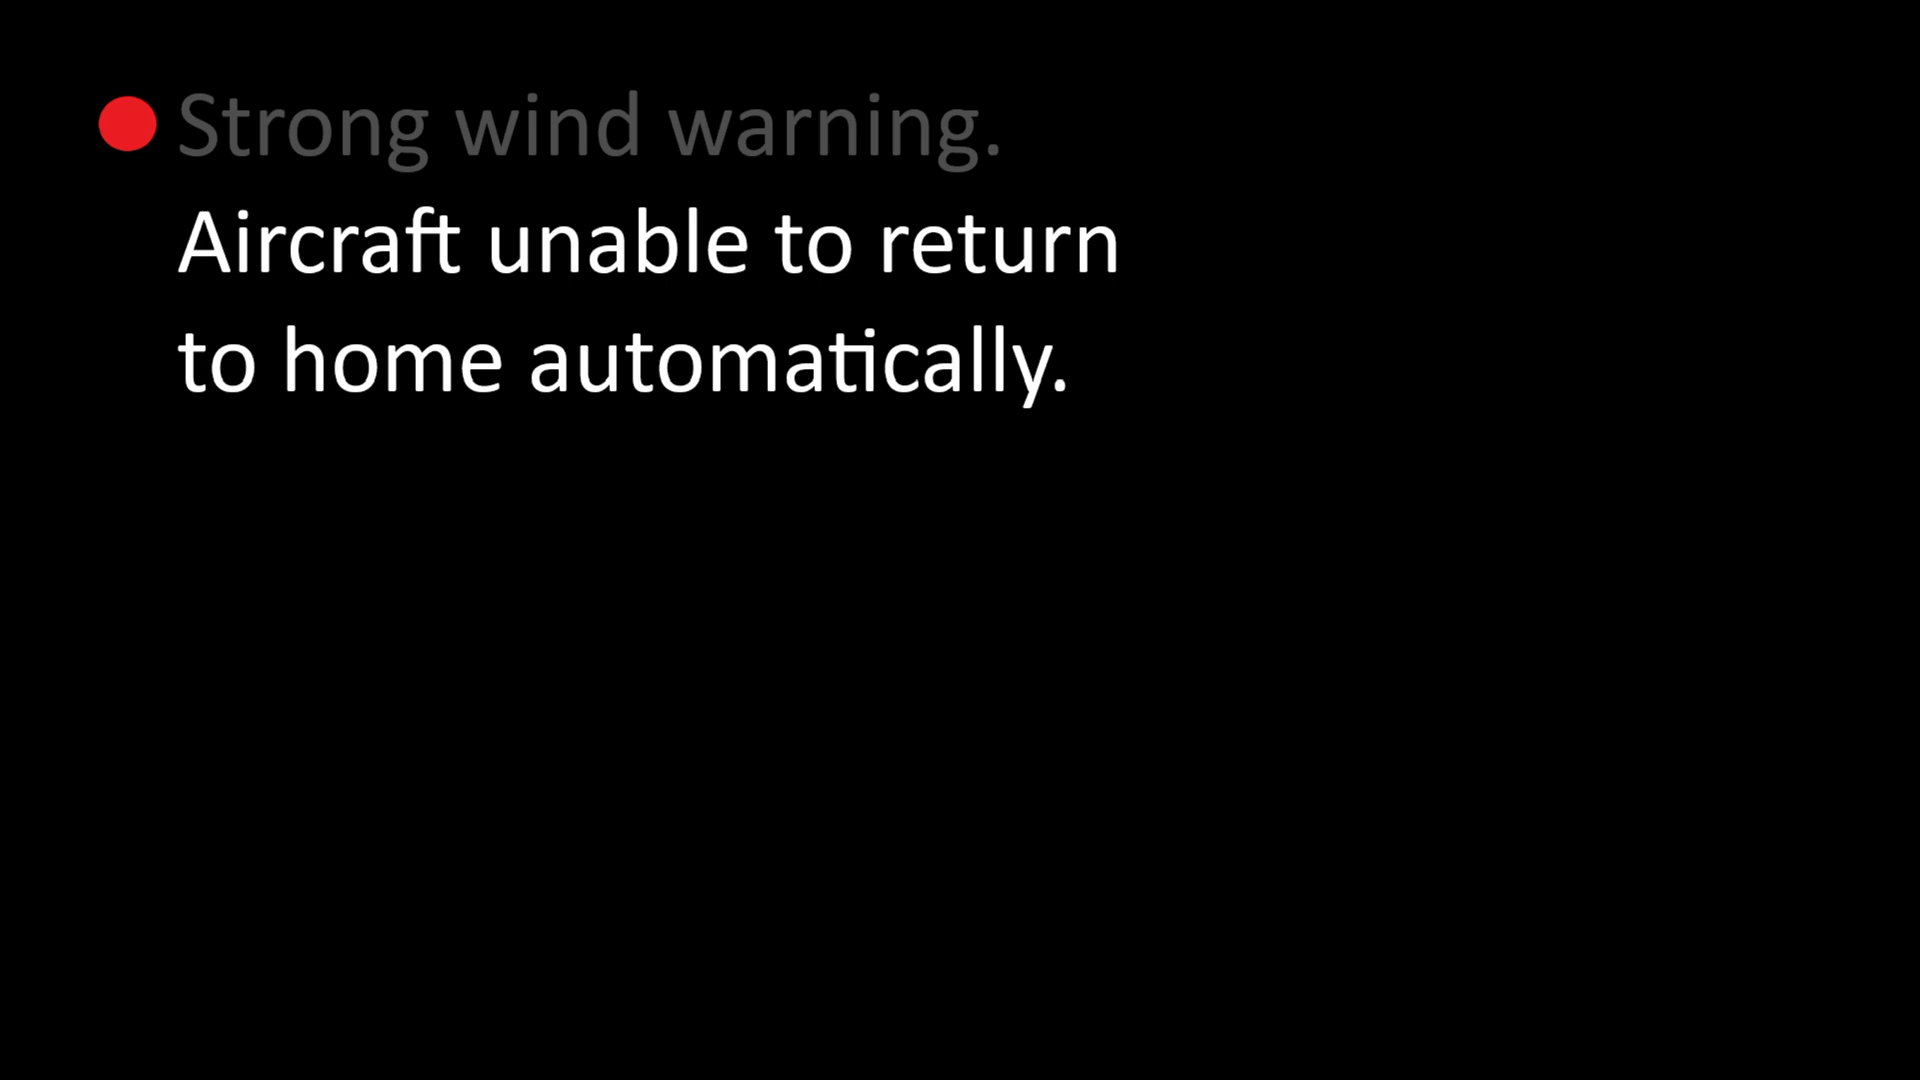 Strong wind warning.
Aircraft unable to return
to home automatically.